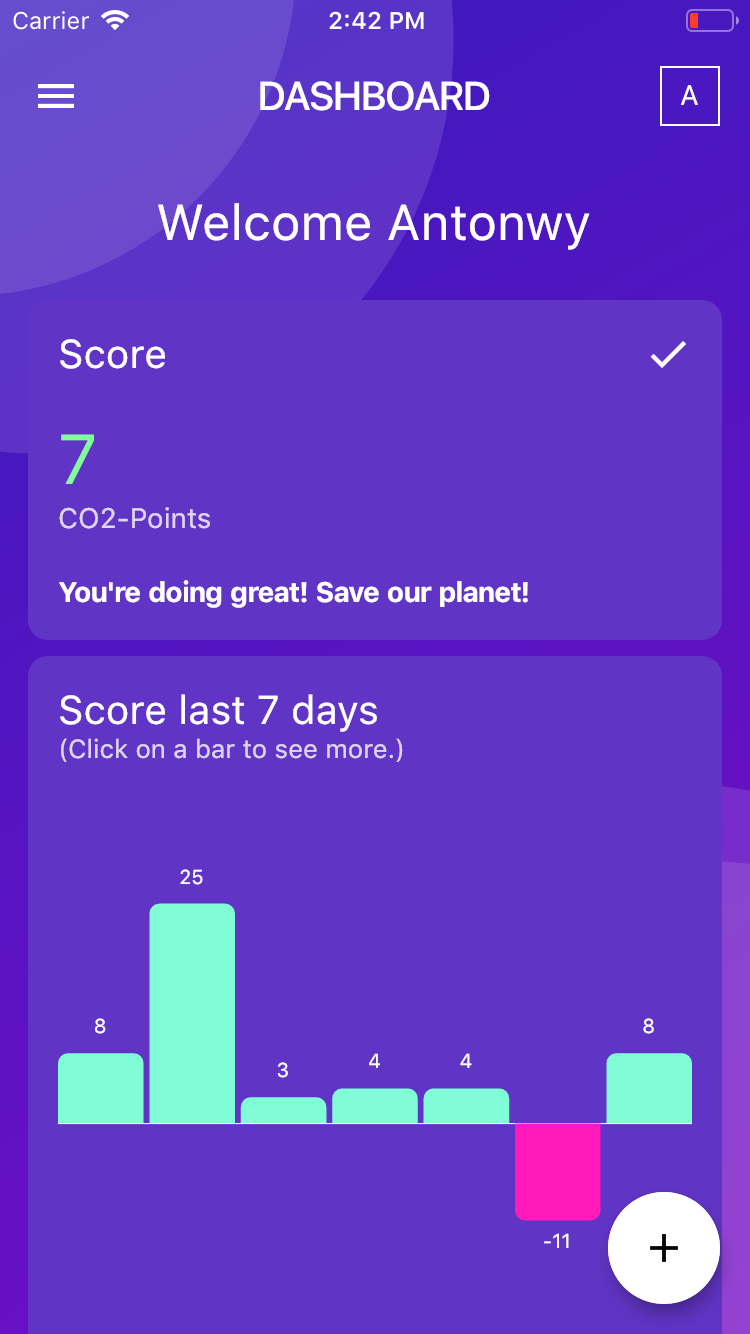 Carrier 2:42 PM
DASHBOARD A
Welcome Antonwy
Score
7
CO2-Points
You're doing great! Save our planet!
Score last 7 days
(Click on a bar to see more.)
8 25 3 4 4 -11 8
+